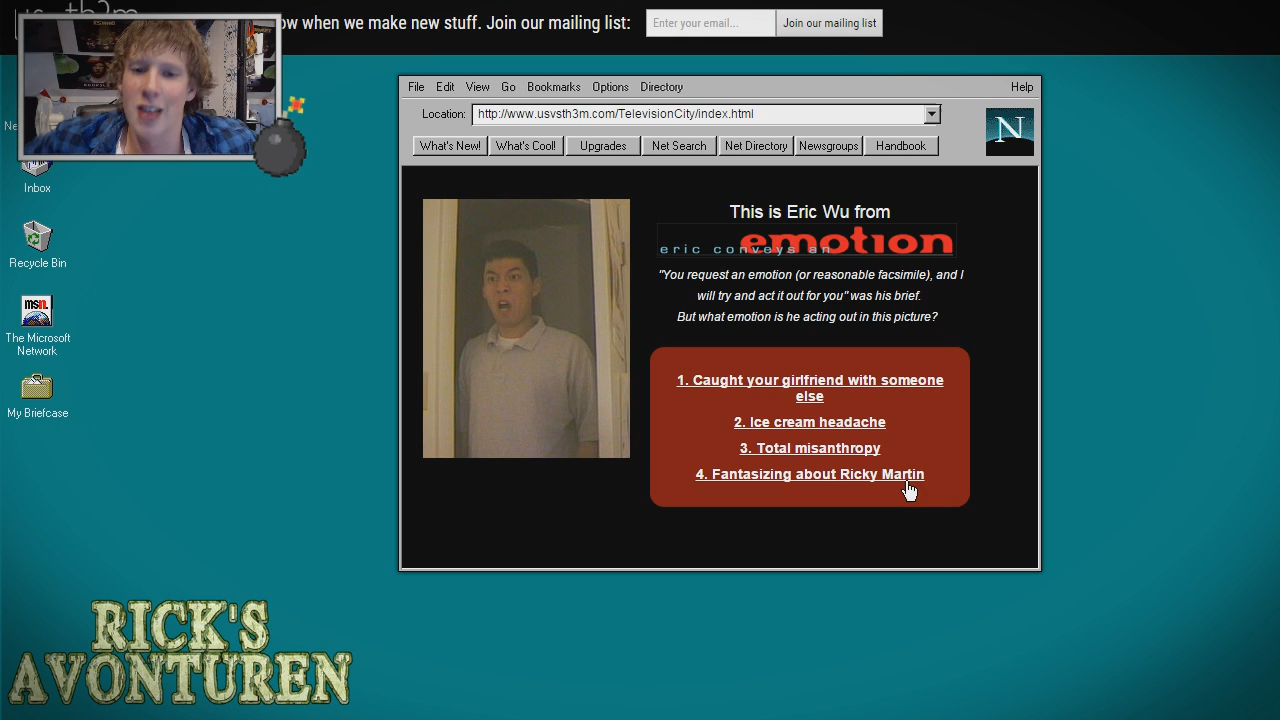 ow when we make new stuff. Join our mailing list:
Enter your email...
Join our mailing list
File Edit View Go Bookmarks Options Directory Help
Location: http://www.usvsth3m.com/TelevisionCity/index.html
What's New! What's Cool! Upgrades Net Search Net Directory Newsgroups Handbook
N
Inbox
Recycle Bin
msn
The Microsoft
Network
My Briefcase
This is Eric Wu from
eric conveys an emotion
"You request an emotion (or reasonable facsimile), and I
will try and act it out for you" was his brief.
But what emotion is he acting out in this picture?
1. Caught your girlfriend with someone
else
2. Ice cream headache
3. Total misanthropy
4. Fantasizing about Ricky Martin
RICK'S
AVONTUREN